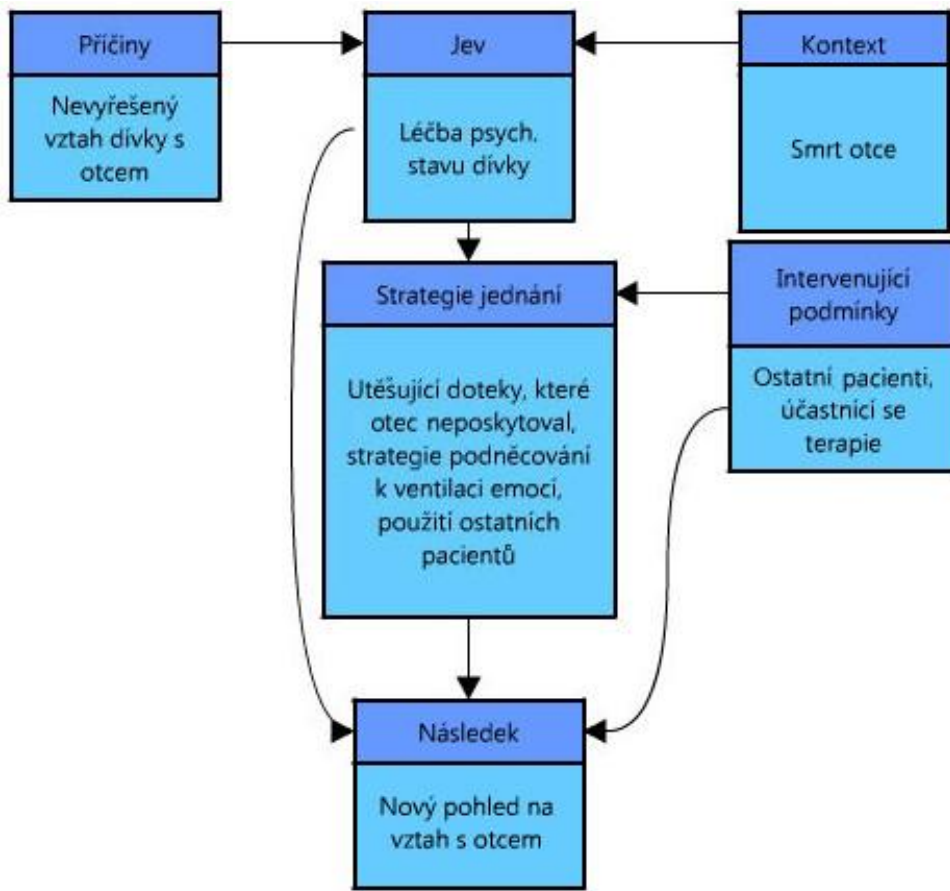 Příčiny
Nevyřešený
vztah dívky s
otcem
Jev
Léčba psych.
stavu dívky
Kontext
Smrt otce
Strategie jednání
Utěšující doteky, které
otec neposkytoval,
strategie podněcování
k ventilaci emocí,
použití ostatních
pacientů
Intervenující
podmínky
Ostatní pacienti,
účastnící se
terapie
Následek
Nový pohled na
vztah s otcem